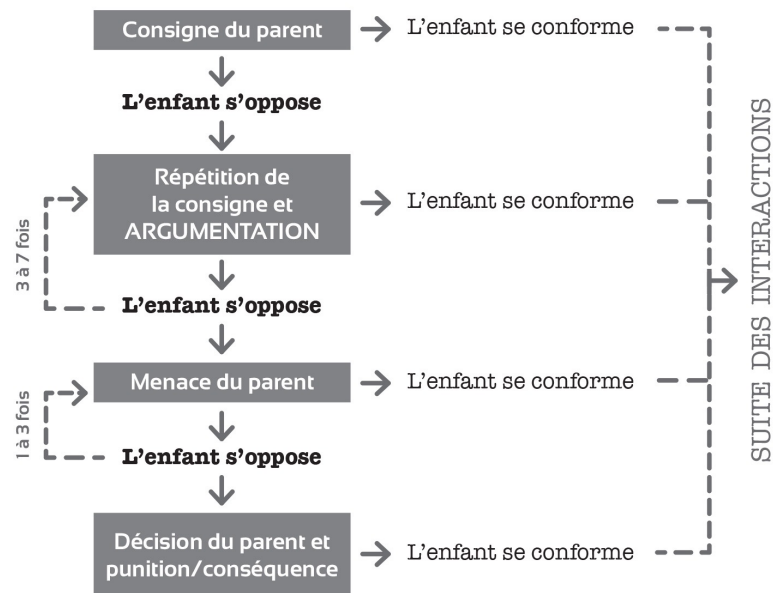 Consigne du parent
L'enfant se conforme
L'enfant s'oppose
Répétition de
la consigne et
ARGUMENTATION
L'enfant se conforme
3 à 7 fois
L'enfant s'oppose
Menace du parent
L'enfant se conforme
1 à 3 fois
L'enfant s'oppose
Décision du parent et
punition/conséquence
L'enfant se conforme
SUITE DES INTERACTIONS